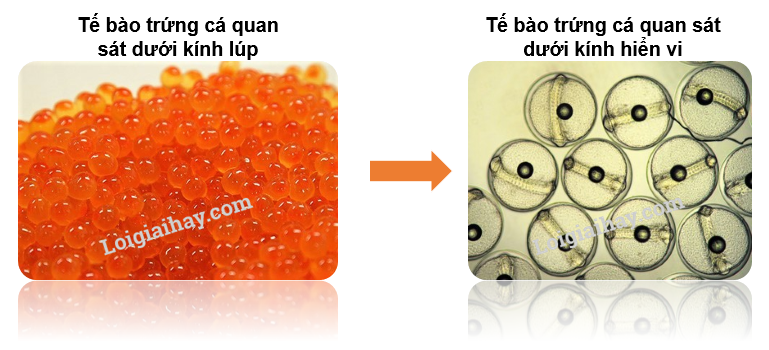 Tế bào trứng cá quan
sát dưới kính lúp
Tế bào trứng cá quan sát
dưới kính hiển vi
Loigiaihay.com
Loigiaihay.com